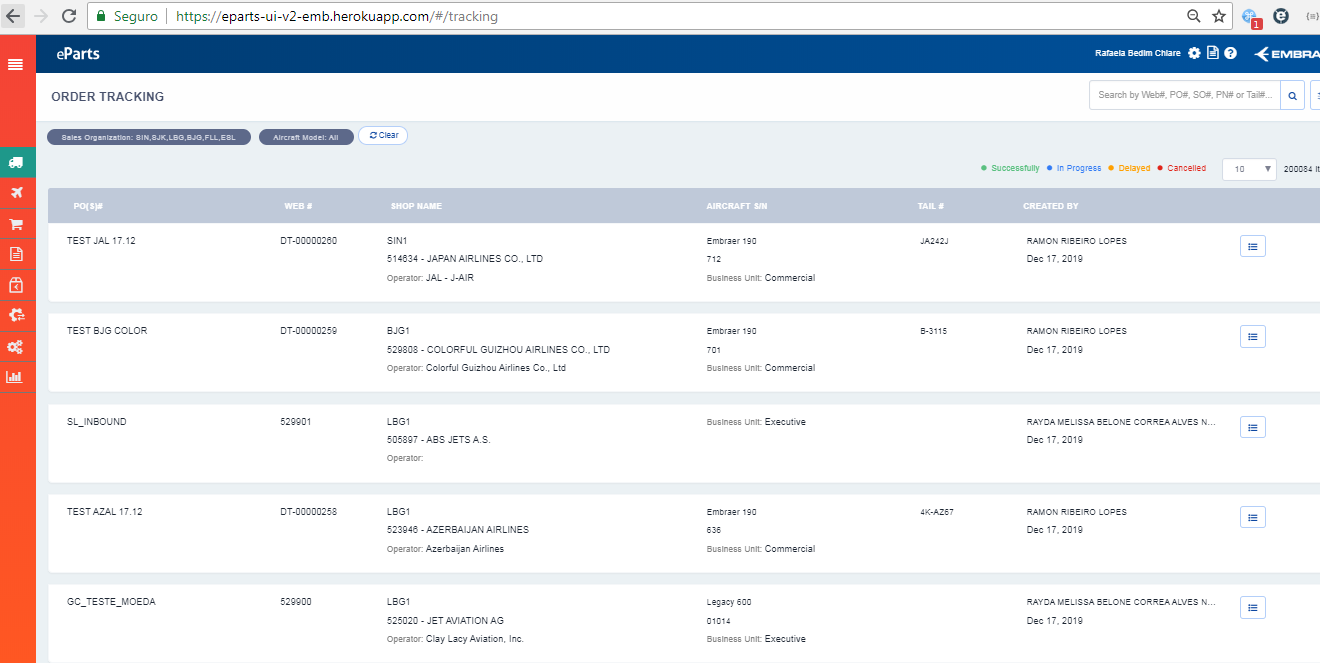 Seguro https://eparts-ui-v2-emb.herokuapp.com/#/tracking
1
eParts
Rafaela Bedim Chiare
EMBRA
ORDER TRACKING
Search by Web#, PO#, SO#, PN# or Tail#...
Sales Organization: SIN,SJK,LBG,BJG,FLL,ESL
Aircraft Model: All
Clear
Successfully In Progress Delayed Cancelled
10
200084 it
PO(S)# WEB # SHOP NAME AIRCRAFT S/N TAIL # CREATED BY
TEST JAL 17.12 DT-00000260 SIN1 Embraer 190 JA242J RAMON RIBEIRO LOPES
514634 - JAPAN AIRLINES CO., LTD 712 Dec 17, 2019
Operator: JAL - J-AIR Business Unit: Commercial
TEST BJG COLOR DT-00000259 BJG1 Embraer 190 B-3115 RAMON RIBEIRO LOPES
529808 - COLORFUL GUIZHOU AIRLINES CO., LTD 701 Dec 17, 2019
Operator: Colorful Guizhou Airlines Co., Ltd Business Unit: Commercial
SL_INBOUND 529901 LBG1 Business Unit: Executive RAYDA MELISSA BELONE CORREA ALVES N...
505897 - ABS JETS A.S. Dec 17, 2019
Operator:
TEST AZAL 17.12 DT-00000258 LBG1 Embraer 190 4K-AZ67 RAMON RIBEIRO LOPES
523946 - AZERBAIJAN AIRLINES 636 Dec 17, 2019
Operator: Azerbaijan Airlines Business Unit: Commercial
GC_TESTE_MOEDA 529900 LBG1 Legacy 600 RAYDA MELISSA BELONE CORREA ALVES N...
525020 - JET AVIATION AG 01014 Dec 17, 2019
Operator: Clay Lacy Aviation, Inc. Business Unit: Executive